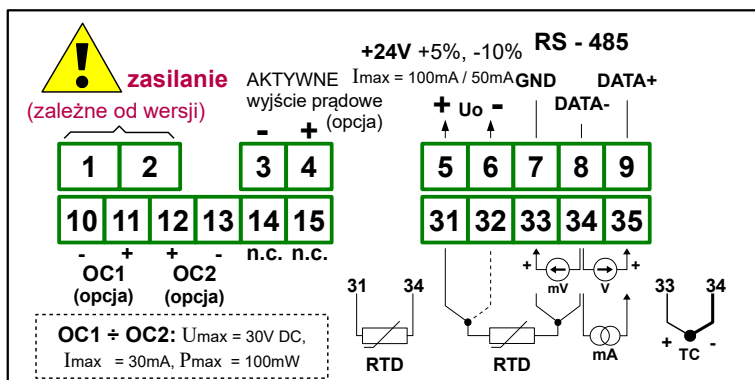 !
zasilanie
(zależne od wersji)
AKTYWNE
wyjście prądowe
(opcja)
- +
+24V +5%, -10%
Imax = 100mA / 50mA
+ Uo -
RS - 485
GND
DATA-
DATA+
1 2 3 4 5 6 7 8 9
10 11 12 13 14 15 31 32 33 34 35
- + + - n.c. n.c.
OC1
(opcja)
OC2
(opcja)
OC1 ÷ OC2: Umax = 30V DC,
Imax = 30mA, Pmax = 100mW
31 34
RTD
RTD
+ mV
V +
mA
33 34
+ TC -